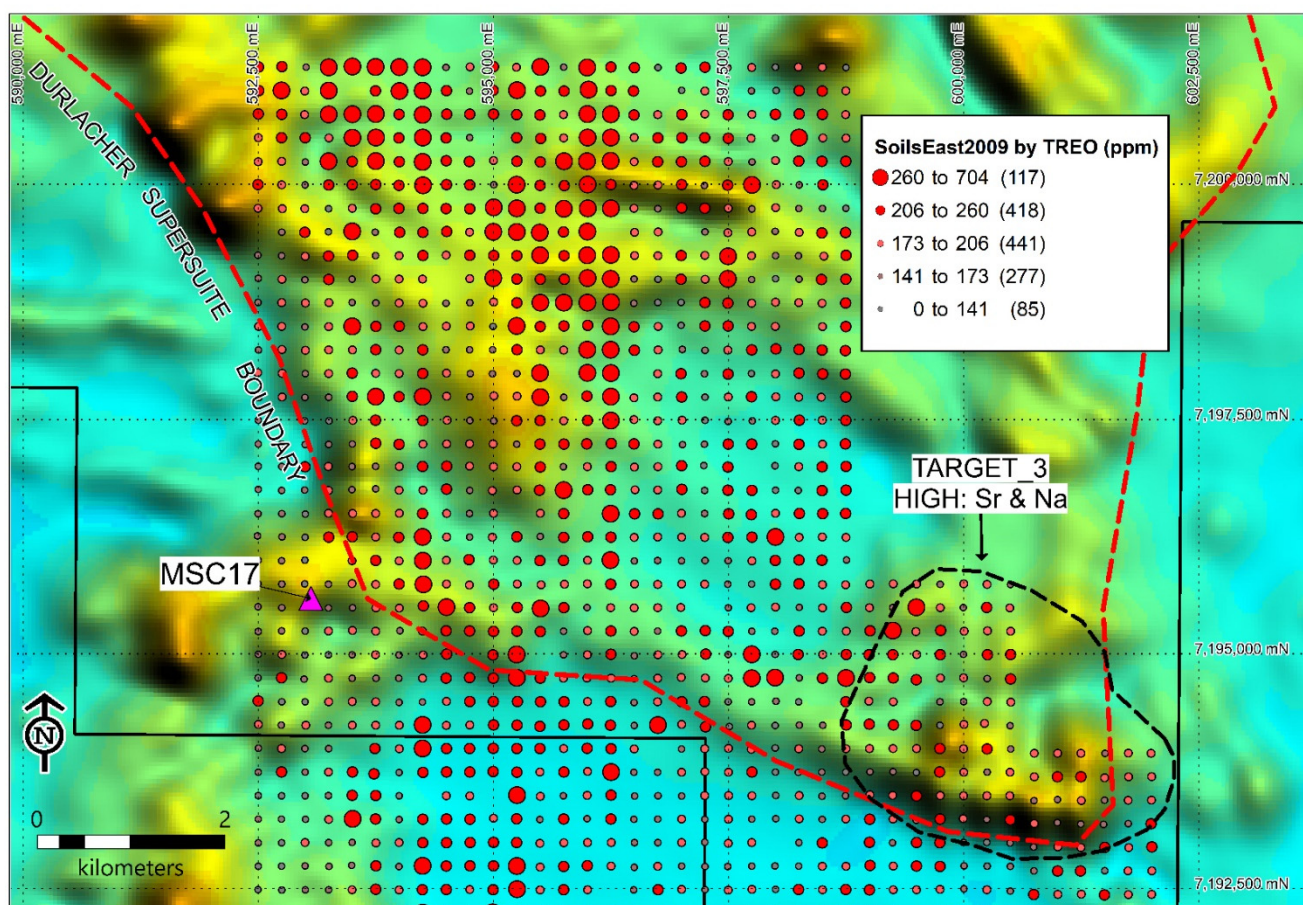 590,000 mE
592,500 mE
595,000 mE
597,500 mE
600,000 mE
602,500 mE
DURLACHER SUPERSUITE BOUNDARY
SoilsEast2009 by TREO (ppm)
260 to 704 (117)
206 to 260 (418)
173 to 206 (441)
141 to 173 (277)
0 to 141 (85)
7,200,000 mN
7,197,500 mN
TARGET_3
HIGH: Sr & Na
MSC17
7,195,000 mN
N
0 2
kilometers
7,192,500 mN